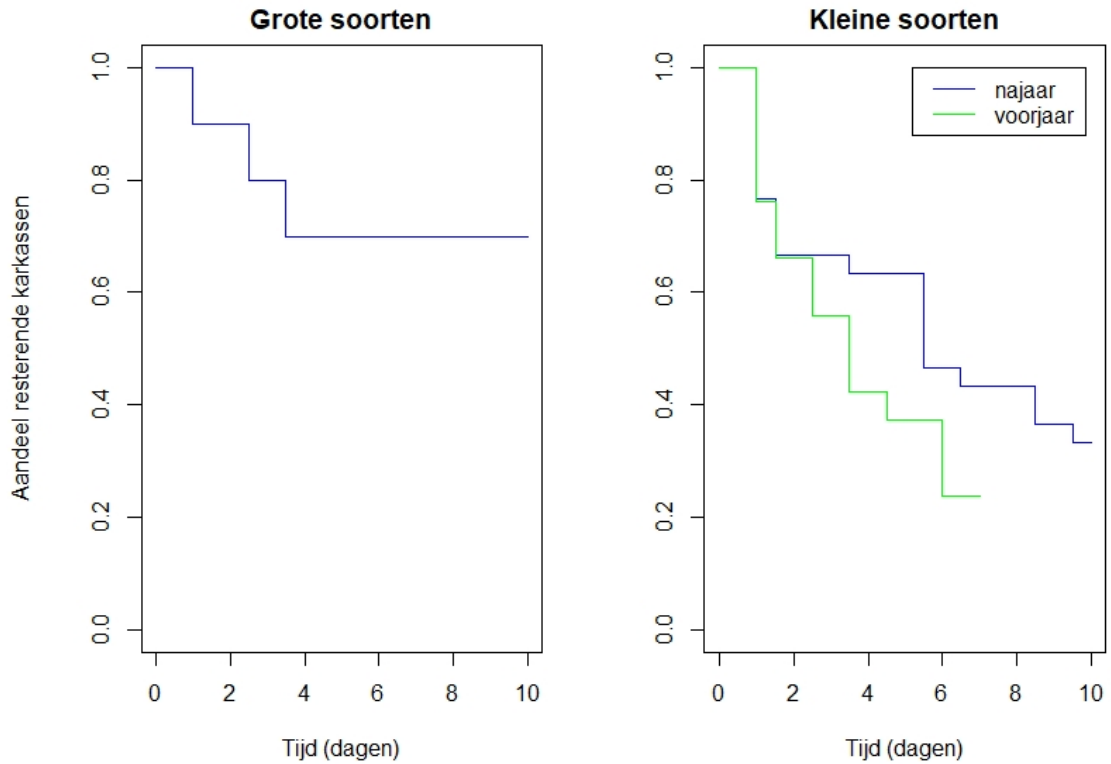 Grote soorten
Kleine soorten
Aandeel resterende karkassen
1.0
0.8
0.6
0.4
0.2
0.0
0 2 4 6 8 10
Tijd (dagen)
najaar
voorjaar
1.0
0.8
0.6
0.4
0.2
0.0
0 2 4 6 8 10
Tijd (dagen)